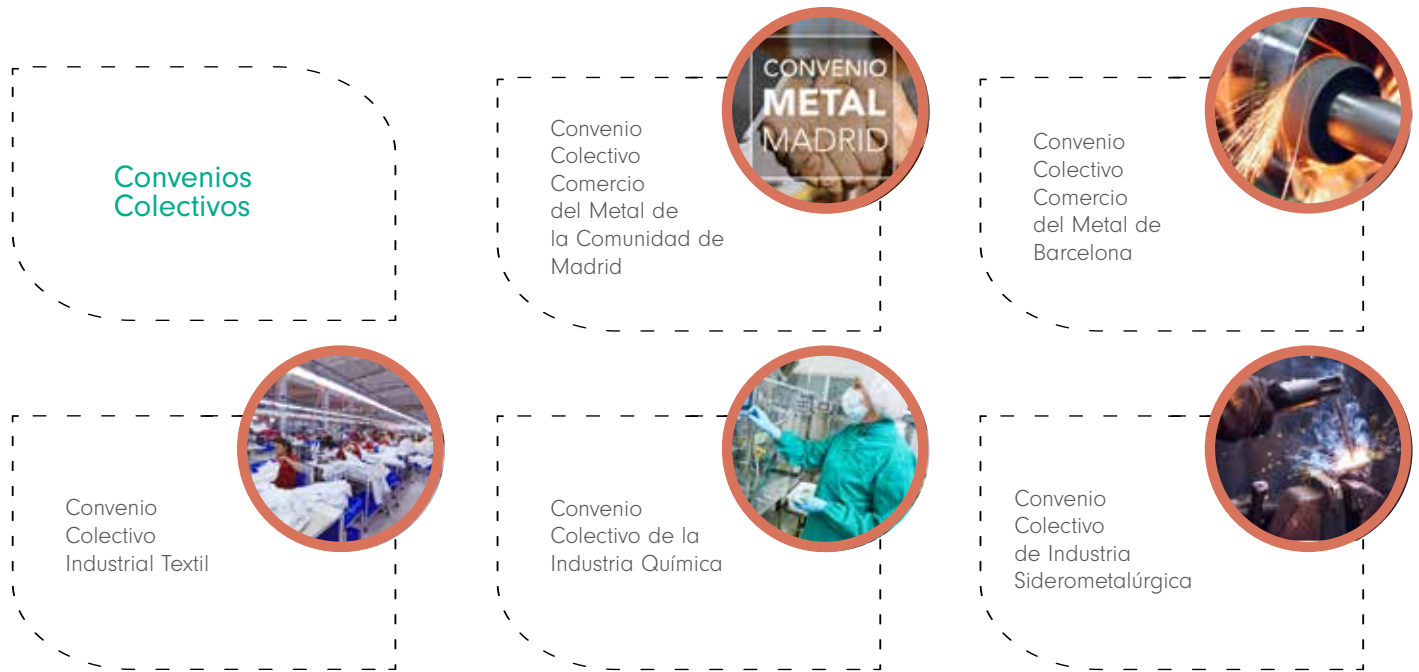 Convenios
Colectivos
Convenio
Colectivo
Comercio
del Metal de
la Comunidad de
Madrid
CONVENIO
METAL
MADRID
Convenio
Colectivo
Comercio
del Metal de
Barcelona
Convenio
Colectivo
Industrial Textil
Convenio
Colectivo de la
Industria Química
Convenio
Colectivo
de Industria
Siderometalúrgica